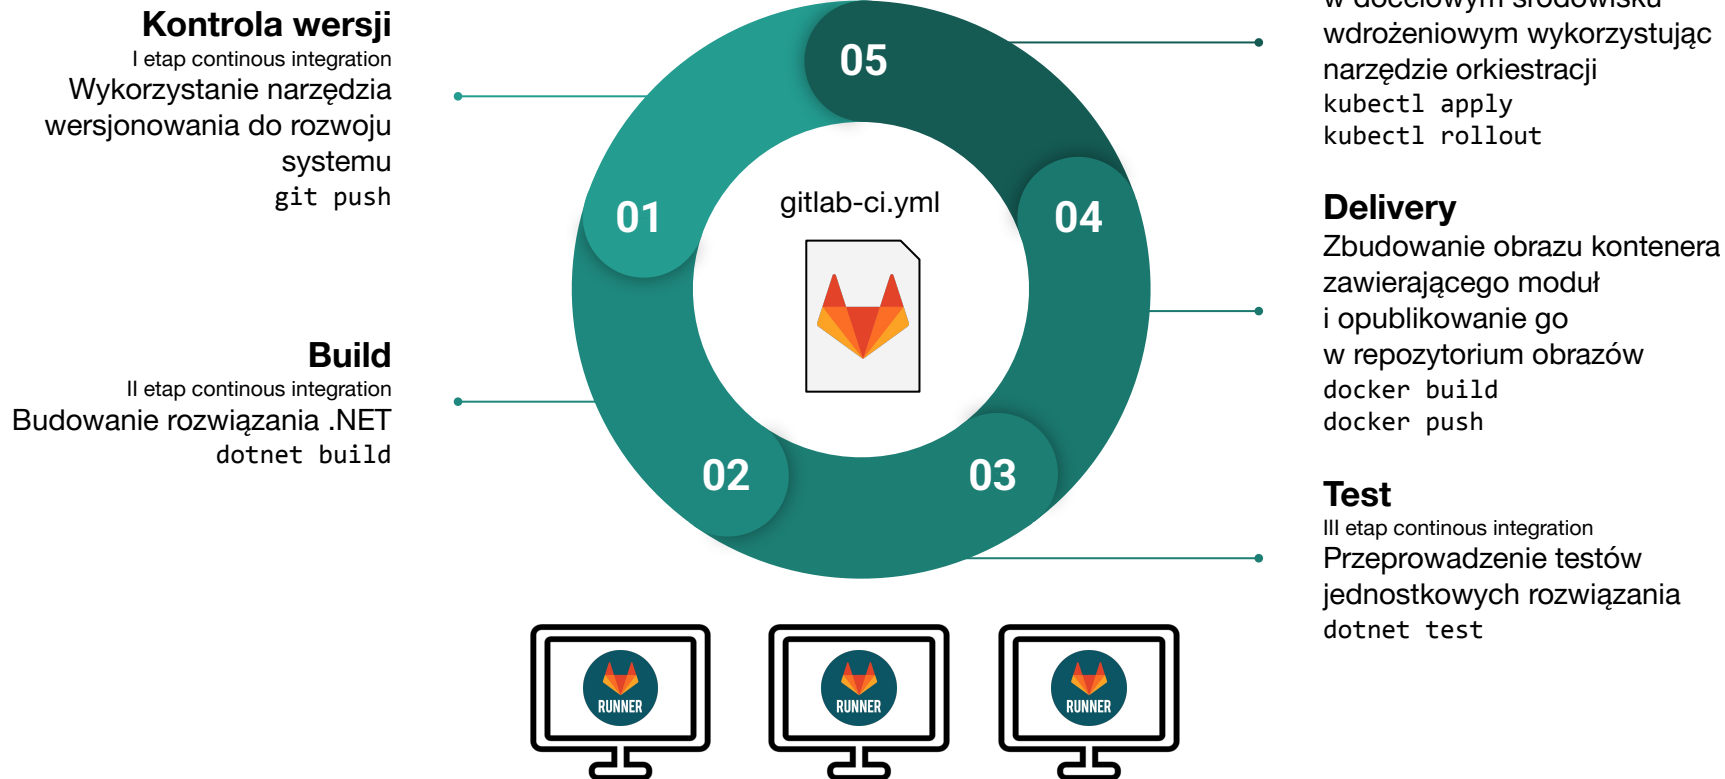 Kontrola wersji
I etap continous integration
Wykorzystanie narzędzia
wersjonowania do rozwoju
systemu
git push
Build
II etap continous integration
Budowanie rozwiązania .NET
dotnet build
05
01
04
02
03
gitlab-ci.yml
w docelowym środowisku
wdrożeniowym wykorzystując
narzędzie orkiestracji
kubectl apply
kubectl rollout
Delivery
Zbudowanie obrazu kontenera
zawierającego moduł
i opublikowanie go
w repozytorium obrazów
docker build
docker push
Test
III etap continous integration
Przeprowadzenie testów
jednostkowych rozwiązania
dotnet test
RUNNER
RUNNER
RUNNER